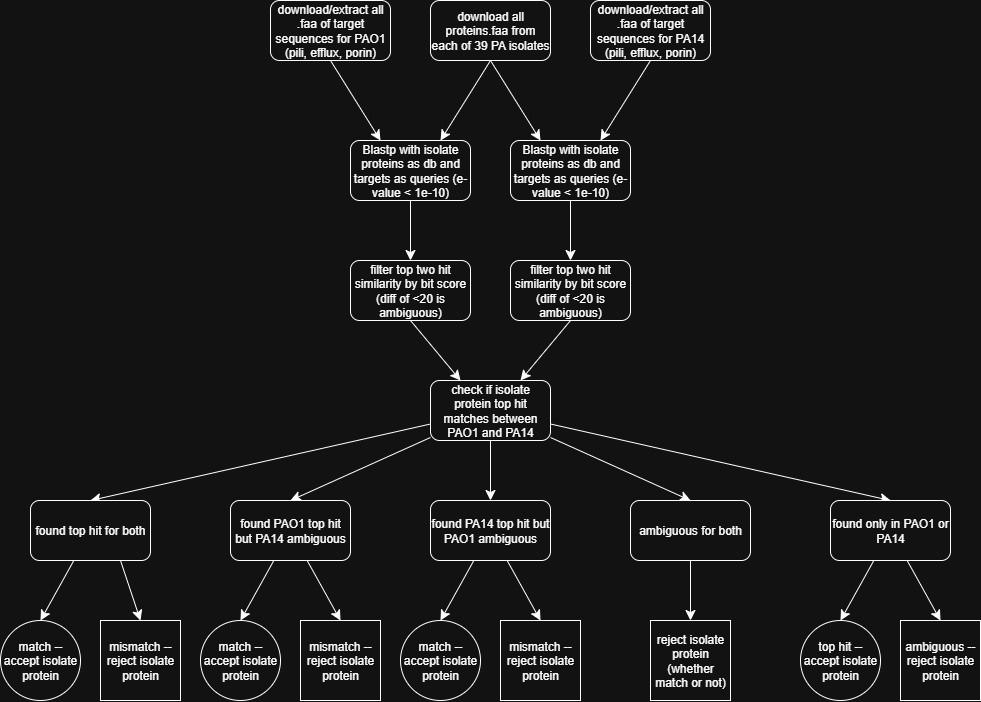 download/extract all
.faa of target
sequences for PAO1
(pili, efflux, porin)
download all
proteins.faa from
each of 39 PA isolates
download/extract all
.faa of target
sequences for PA14
(pili, efflux, porin)
Blastp with isolate
proteins as db and
targets as queries (e-
value < 1e-10)
Blastp with isolate
proteins as db and
targets as queries (e-
value < 1e-10)
filter top two hit
similarity by bit score
(diff of <20 is
ambiguous)
filter top two hit
similarity by bit score
(diff of <20 is
ambiguous)
check if isolate
protein top hit
matches between
PAO1 and PA14
found top hit for both
found PAO1 top hit
but PA14 ambiguous
found PA14 top hit but
PAO1 ambiguous
ambiguous for both
found only in PAO1 or
PA14
match --
accept isolate
protein
mismatch --
reject isolate
protein
match --
accept isolate
protein
mismatch --
reject isolate
protein
match --
accept isolate
protein
mismatch --
reject isolate
protein
reject isolate
protein
(whether
match or not)
top hit --
accept isolate
protein
ambiguous --
reject isolate
protein